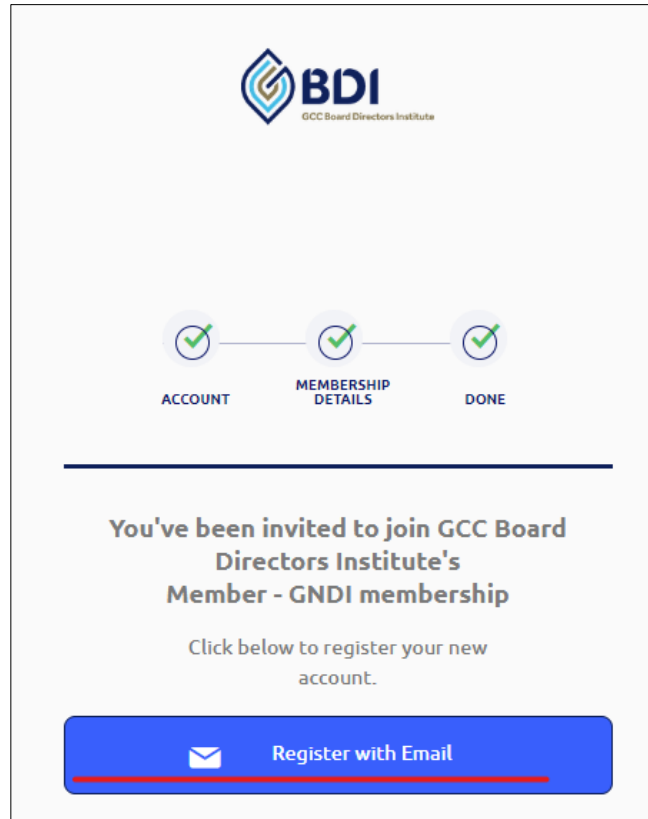 BDI
GCC Board Directors Institute
ACCOUNT
MEMBERSHIP
DETAILS
DONE
You've been invited to join GCC Board
Directors Institute's
Member - GNDI membership
Click below to register your new
account.
Register with Email